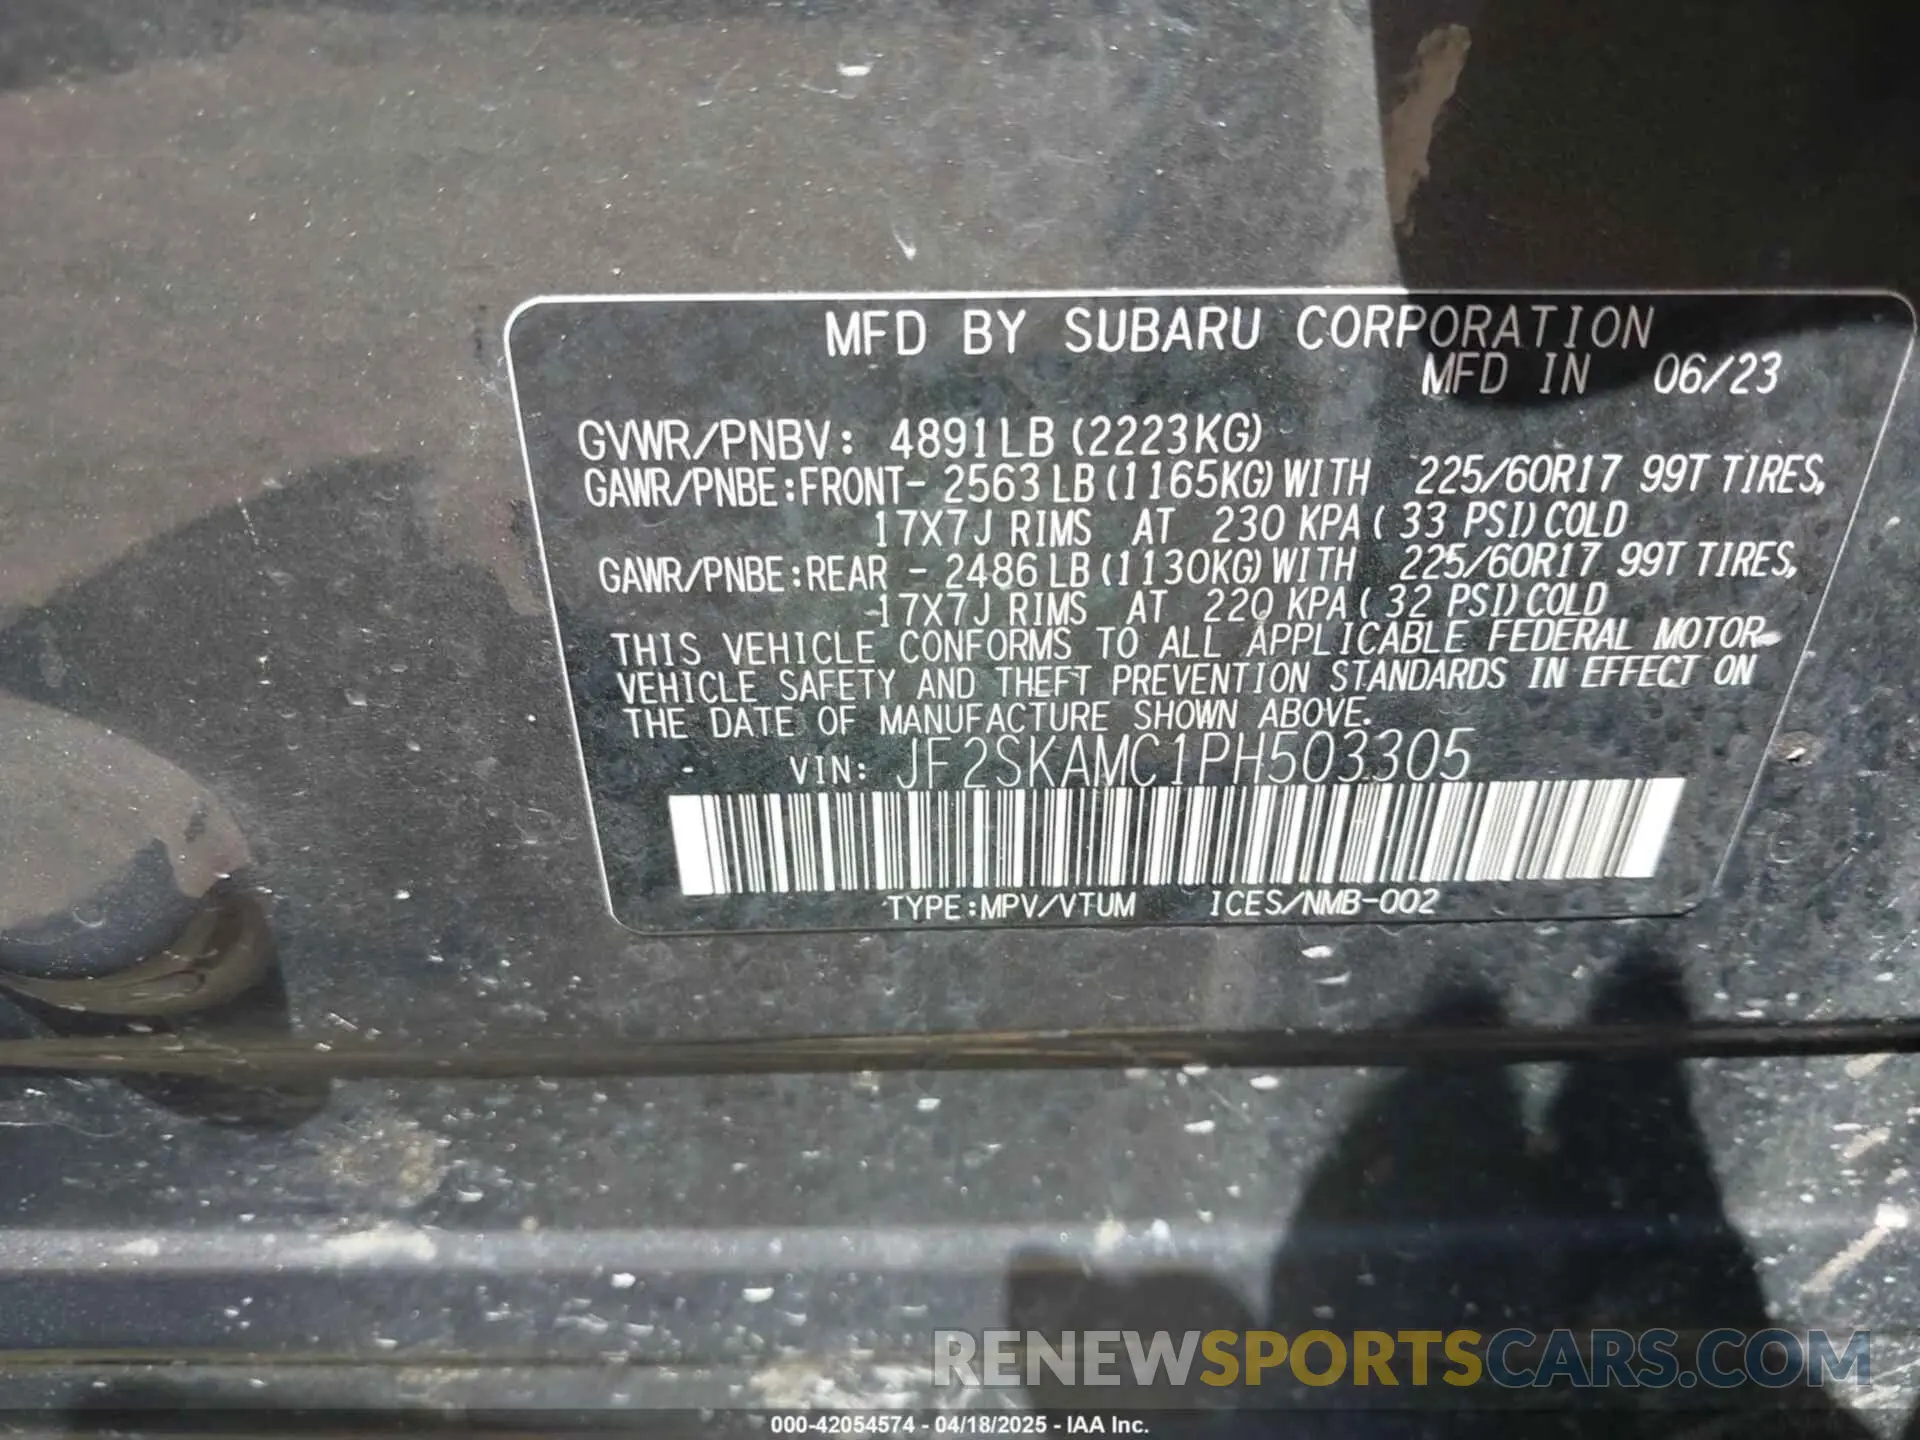 MFD BY SUBARU CORPORATION
MFD IN 06/23
GVWR/PNBV: 4891LB (2223KG)
GAWR/PNBE:FRONT- 2563LB (1165KG) WITH 225/60R17 99T TIRES,
17X7J RIMS AT 230 KPA ( 33 PSI) COLD
GAWR/PNBE:REAR - 2486LB (1130KG) WITH 225/60R17 99T TIRES,
17X7J RIMS AT 220 KPA ( 32 PSI) COLD
THIS VEHICLE CONFORMS TO ALL APPLICABLE FEDERAL MOTOR
VEHICLE SAFETY AND THEFT PREVENTION STANDARDS IN EFFECT ON
THE DATE OF MANUFACTURE SHOWN ABOVE.
VIN: JF2SKAMC1PH503305
TYPE:MPV/VTUM ICES/NMB-002
RENEWSPORTSCARS.COM
000-42054574 - 04/18/2025 - IAA Inc.